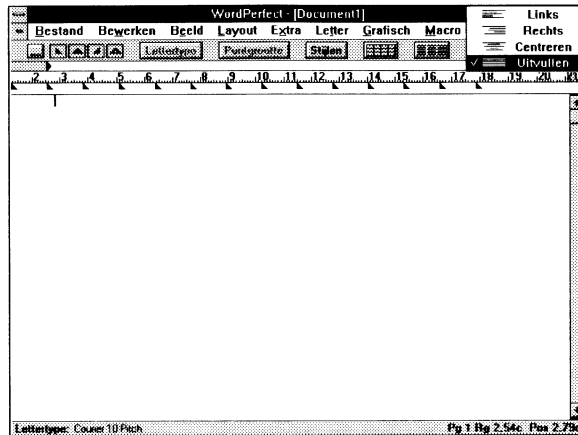 WordPerfect - [Document1]
Links
Bestand Bewerken Beeld Layout Extra Letter Grafisch Macro
Rechts
Centreren
Lettertype Puntgrootte Stijlen
✓ Uitvullen
2 3 4 5 6 7 8 9 10 11 12 13 14 15 16 17 18 19 20 21
Lettertype: Courier 10 Pitch Pg 1 Rg 2.54c Pos 2.79c